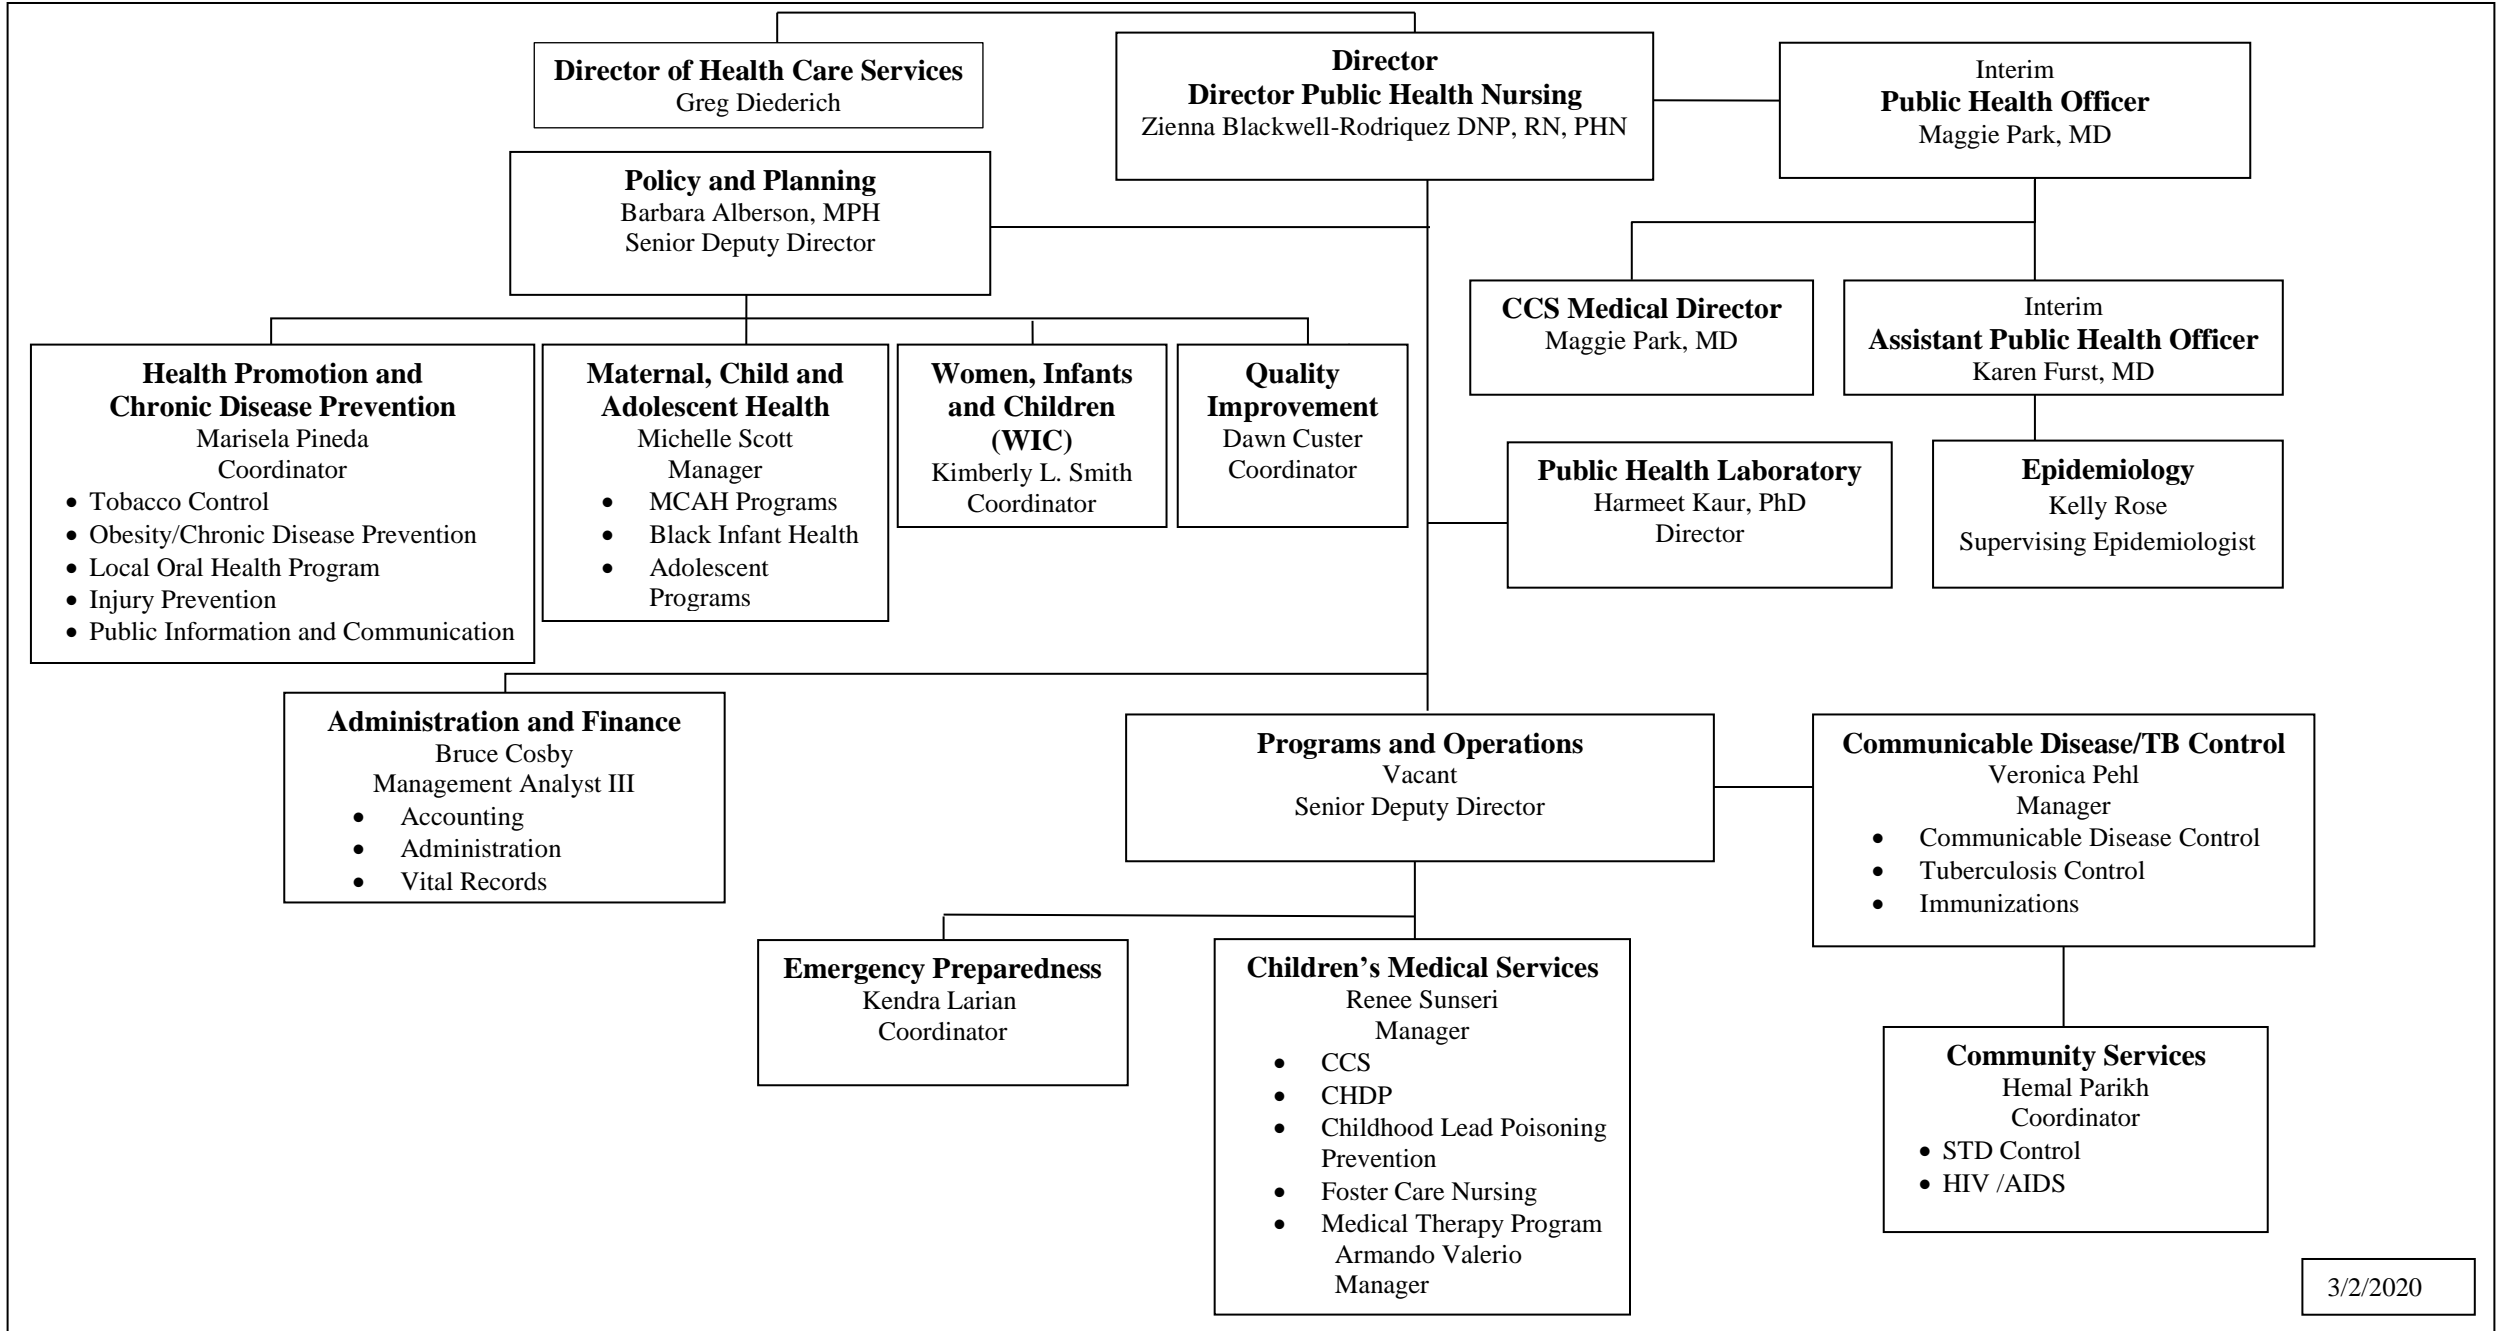 Director of Health Care Services
Greg Diederich
Director
Director Public Health Nursing
Zienna Blackwell-Rodriquez DNP, RN, PHN
Interim
Public Health Officer
Maggie Park, MD
Policy and Planning
Barbara Alberson, MPH
Senior Deputy Director
CCS Medical Director
Maggie Park, MD
Interim
Assistant Public Health Officer
Karen Furst, MD
Health Promotion and
Chronic Disease Prevention
Marisela Pineda
Coordinator
• Tobacco Control
• Obesity/Chronic Disease Prevention
• Local Oral Health Program
• Injury Prevention
• Public Information and Communication
Maternal, Child and
Adolescent Health
Michelle Scott
Manager
• MCAH Programs
• Black Infant Health
• Adolescent
Programs
Women, Infants
and Children
(WIC)
Kimberly L. Smith
Coordinator
Quality
Improvement
Dawn Custer
Coordinator
Public Health Laboratory
Harmeet Kaur, PhD
Director
Epidemiology
Kelly Rose
Supervising Epidemiologist
Administration and Finance
Bruce Cosby
Management Analyst III
• Accounting
• Administration
• Vital Records
Programs and Operations
Vacant
Senior Deputy Director
Communicable Disease/TB Control
Veronica Pehl
Manager
• Communicable Disease Control
• Tuberculosis Control
• Immunizations
Emergency Preparedness
Kendra Larian
Coordinator
Children’s Medical Services
Renee Sunseri
Manager
• CCS
• CHDP
• Childhood Lead Poisoning
Prevention
• Foster Care Nursing
• Medical Therapy Program
Armando Valerio
Manager
Community Services
Hemal Parikh
Coordinator
• STD Control
• HIV /AIDS
3/2/2020